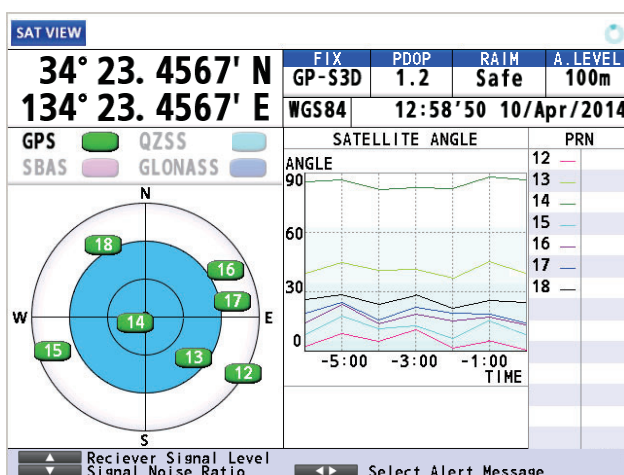 SAT VIEW
34° 23. 4567' N
134° 23. 4567' E
FIX PDOP RAIM A.LEVEL
GP-S3D 1.2 Safe 100m
WGS84 12:58'50 10/Apr/2014
GPS QZSS
SBAS GLONASS
N
18
16
17
W
14
E
15
13
12
S
SATELLITE ANGLE
ANGLE
90
60
30
0
-5:00 -3:00 -1:00
TIME
PRN
12
13
14
15
16
17
18
Reciever Signal Level
Signal Noise Ratio
Select Alert Message